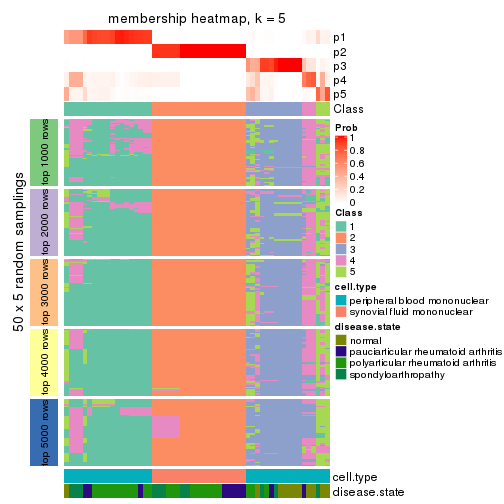 membership heatmap, k = 5
p1
p2
p3
p4
p5
Class
50 x 5 random samplings
top 1000 rows
top 2000 rows
top 3000 rows
top 4000 rows
top 5000 rows
Prob
1
0.8
0.6
0.4
0.2
0
Class
1
2
3
4
5
cell.type
peripheral blood mononuclear
synovial fluid mononuclear
disease.state
normal
pauciarticular rheumatoid arthritis
polyarticular rheumatoid arthritis
spondyloarthropathy
cell.type
disease.state